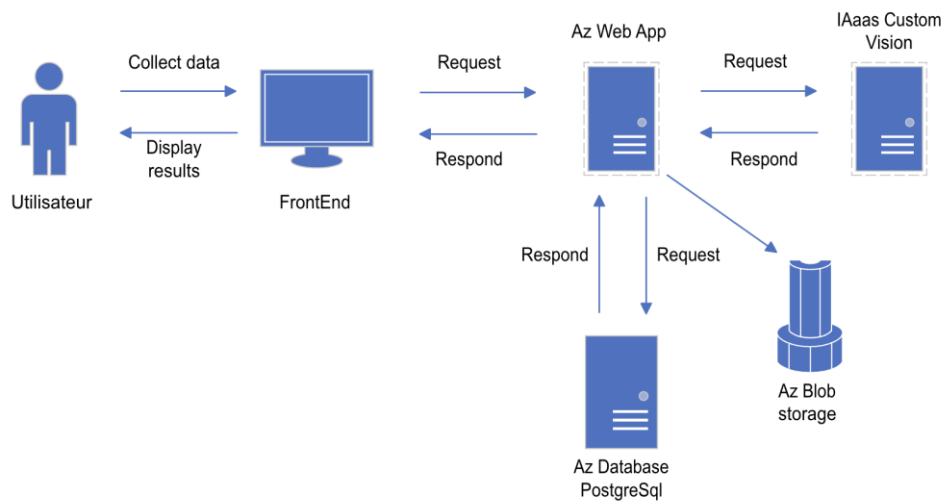 Az Web App
IAaas Custom
Vision
Collect data
Request
Request
Display
results
Respond
Respond
Utilisateur
FrontEnd
Respond
Request
Az Blob
storage
Az Database
PostgreSql